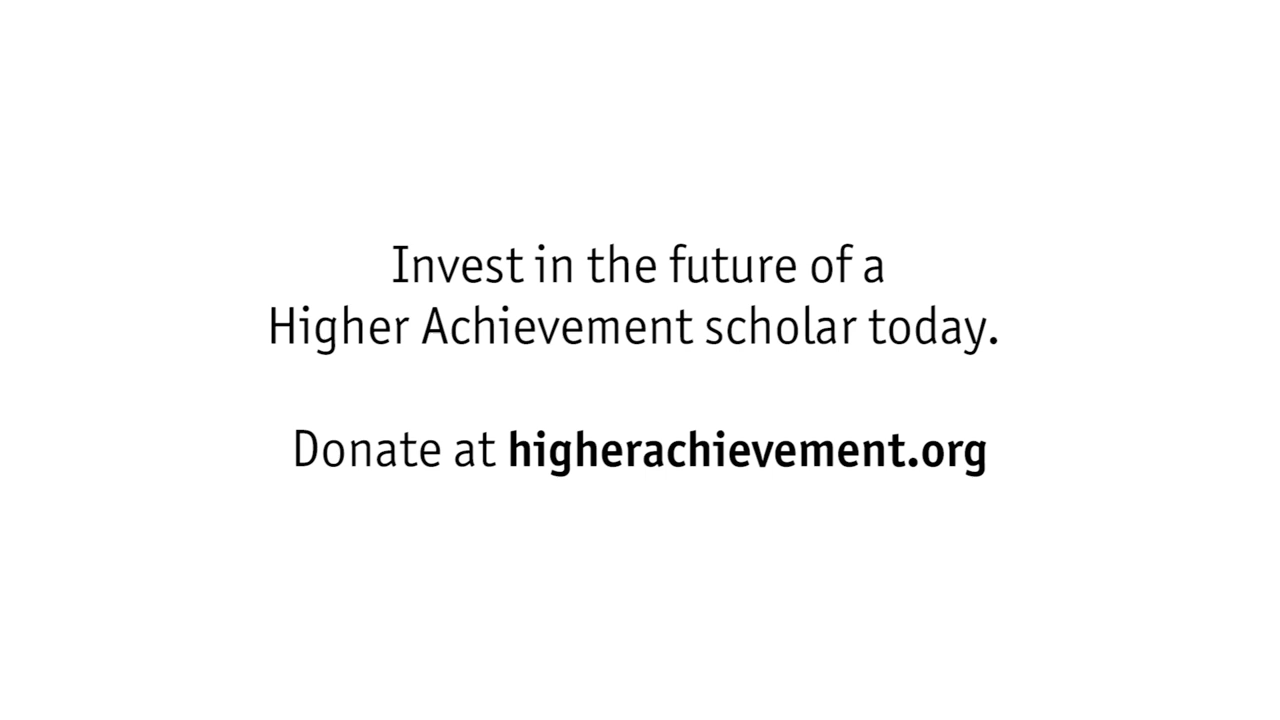 Invest in the future of a
Higher Achievement scholar today.
Donate at higherachievement.org